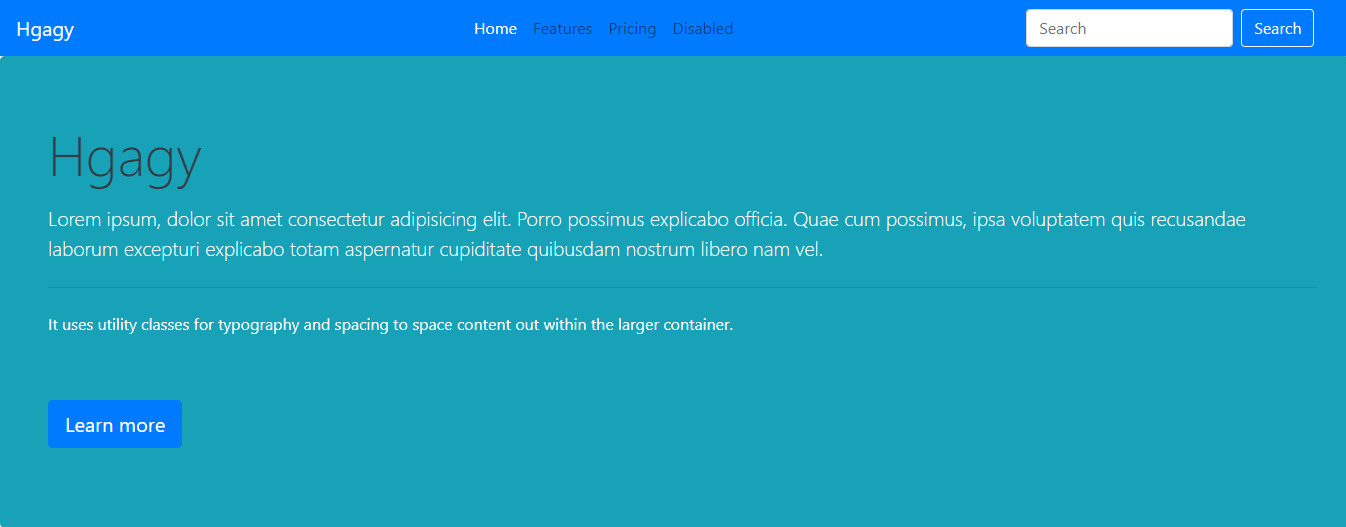 Hgagy Home Features Pricing Disabled Search Search
Hgagy
Lorem ipsum, dolor sit amet consectetur adipisicing elit. Porro possimus explicabo officia. Quae cum possimus, ipsa voluptatem quis recusandae
laborum excepturi explicabo totam aspernatur cupiditate quibusdam nostrum libero nam vel.
It uses utility classes for typography and spacing to space content out within the larger container.
Learn more